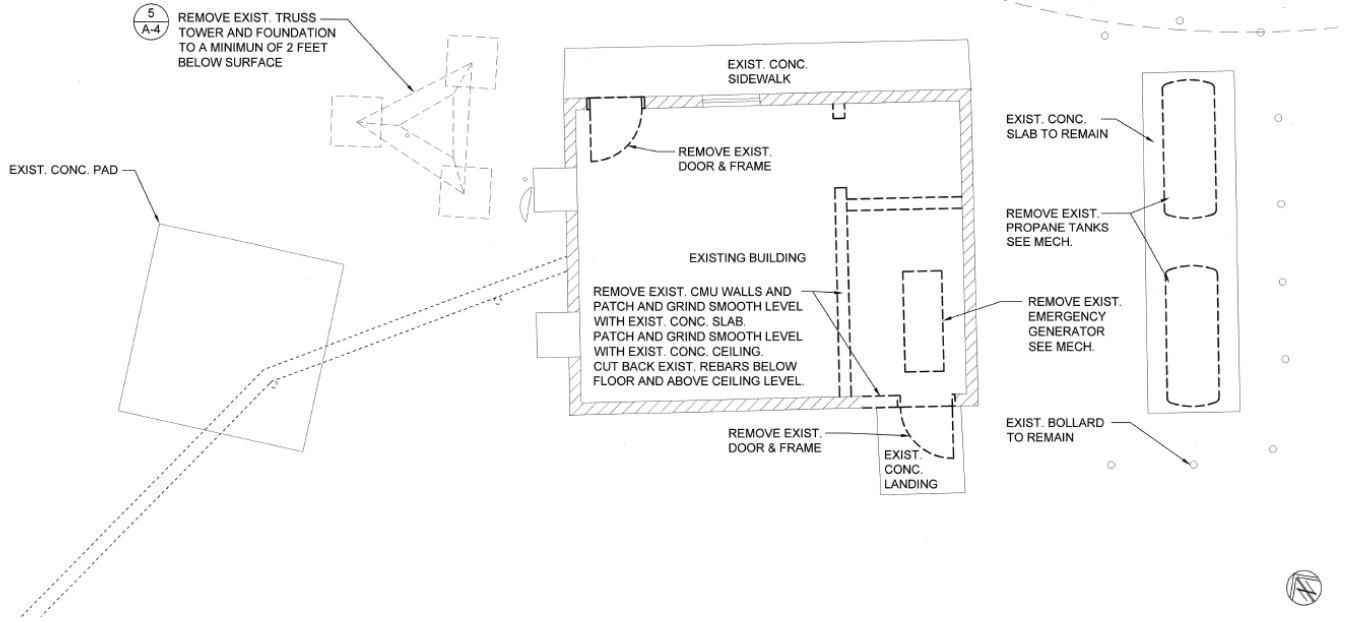 5
A-4
REMOVE EXIST. TRUSS
TOWER AND FOUNDATION
TO A MINIMUN OF 2 FEET
BELOW SURFACE
EXIST. CONC.
SIDEWALK
EXIST. CONC.
SLAB TO REMAIN
REMOVE EXIST.
DOOR & FRAME
EXIST. CONC. PAD
REMOVE EXIST.
PROPANE TANKS
SEE MECH.
EXISTING BUILDING
REMOVE EXIST. CMU WALLS AND
PATCH AND GRIND SMOOTH LEVEL
WITH EXIST. CONC. SLAB.
PATCH AND GRIND SMOOTH LEVEL
WITH EXIST. CONC. CEILING.
CUT BACK EXIST. REBARS BELOW
FLOOR AND ABOVE CEILING LEVEL.
REMOVE EXIST.
EMERGENCY
GENERATOR
SEE MECH.
REMOVE EXIST.
DOOR & FRAME
EXIST.
CONC.
LANDING
EXIST. BOLLARD
TO REMAIN
N